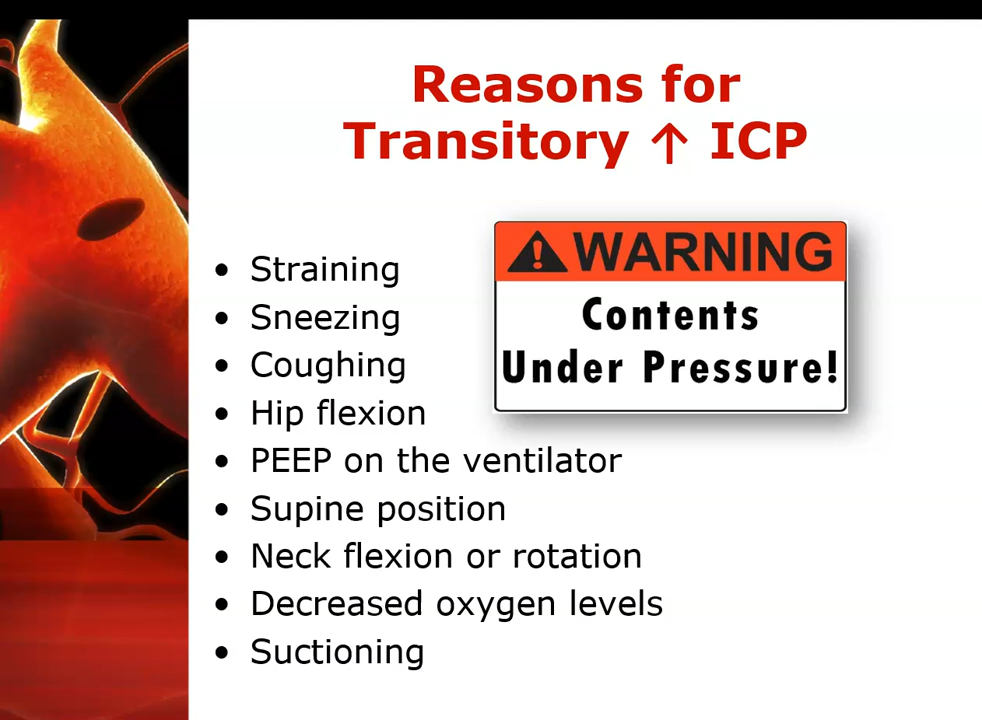 Reasons for
Transitory ↑ ICP
WARNING
Contents
Under Pressure!
• Straining
• Sneezing
• Coughing
• Hip flexion
• PEEP on the ventilator
• Supine position
• Neck flexion or rotation
• Decreased oxygen levels
• Suctioning